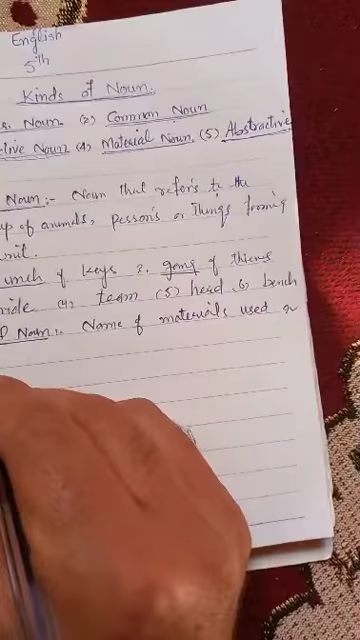 English
5th
Kinds of Noun.
Noun. (2) Common Noun
Noun (4) Material Noun. (5) Abstractive
Noun :- Noun that refers to the
of animals, persons or Things forming
unit.
of keys 2. gang of thieves
(4) team (5) herd (6) bench
Noun :- Name of materials used